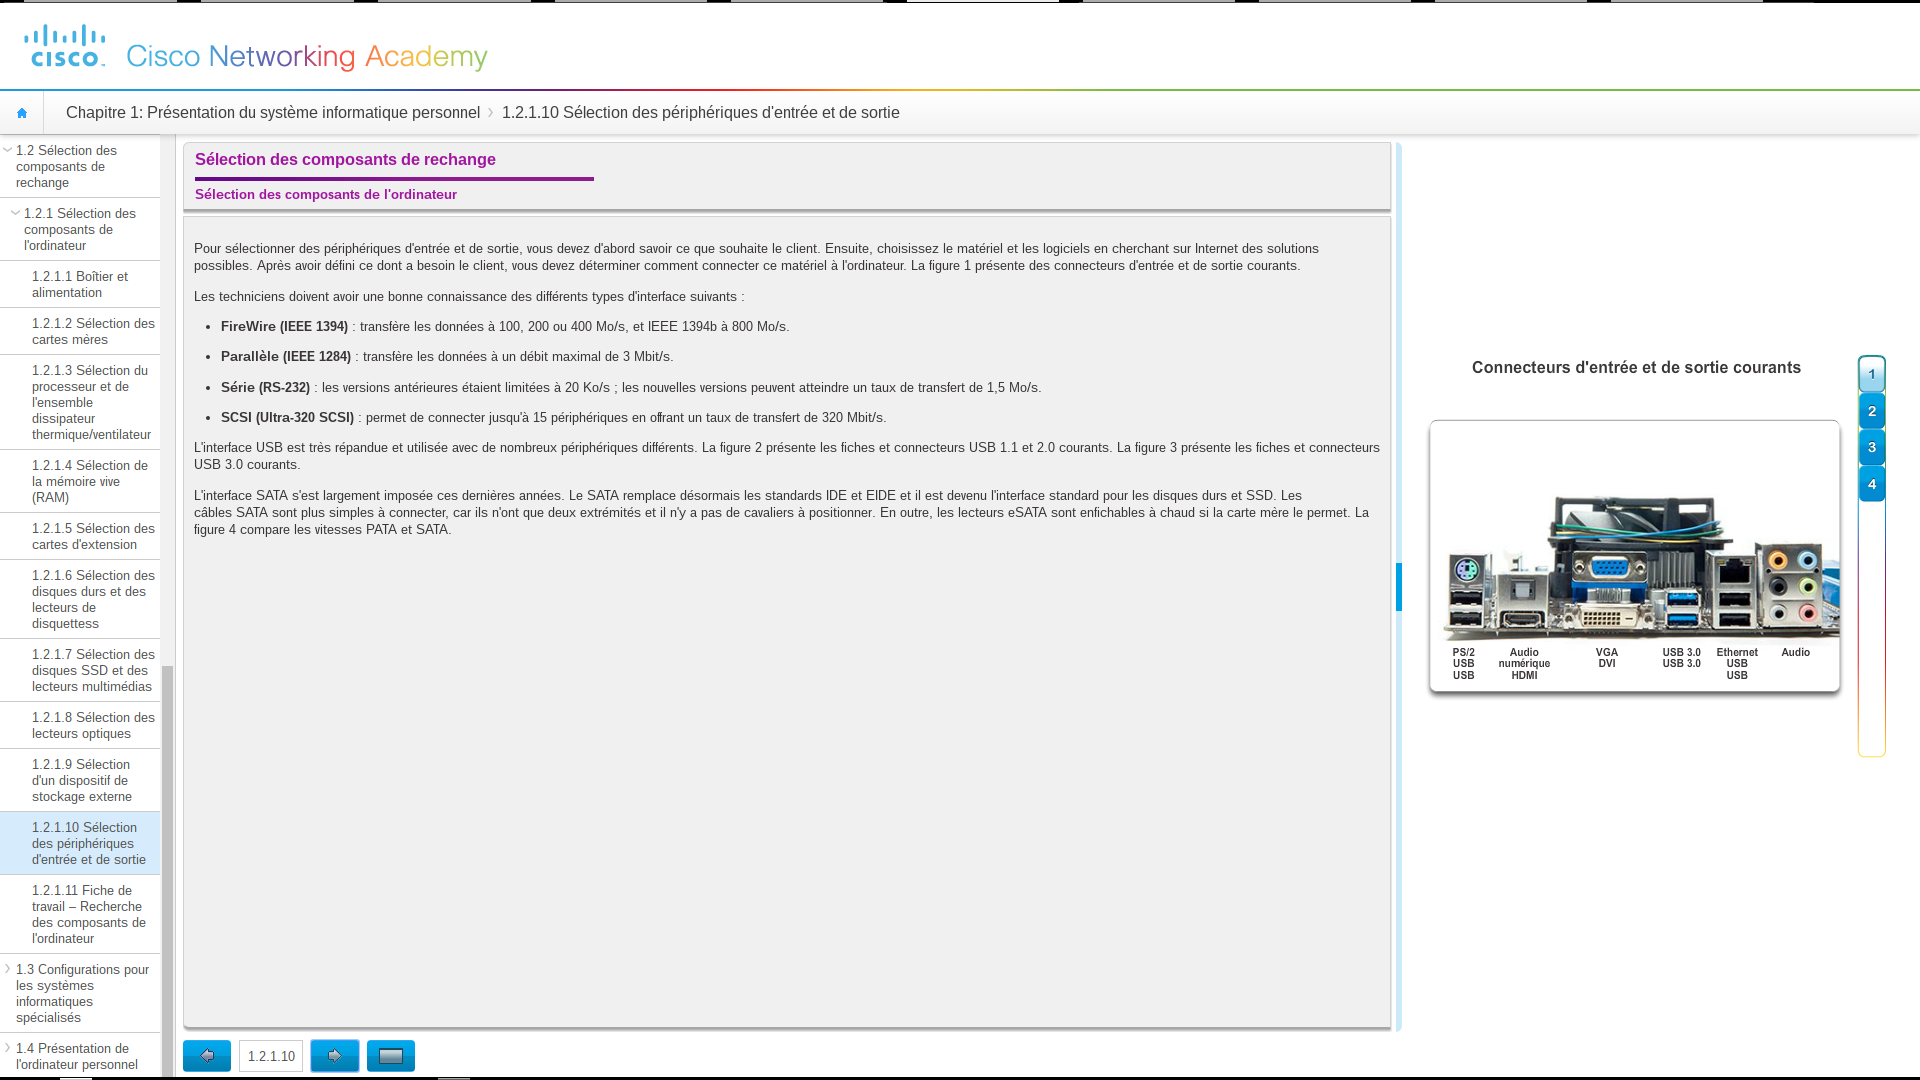 cisco
Cisco Networking Academy
Chapitre 1: Présentation du système informatique personnel
1.2.1.10 Sélection des périphériques d'entrée et de sortie
1.2 Sélection des
composants de
rechange
1.2.1 Sélection des
composants de
l'ordinateur
1.2.1.1 Boîtier et
alimentation
1.2.1.2 Sélection des
cartes mères
1.2.1.3 Sélection du
processeur et de
l'ensemble
dissipateur
thermique/ventilateur
1.2.1.4 Sélection de
la mémoire vive
(RAM)
1.2.1.5 Sélection des
cartes d'extension
1.2.1.6 Sélection des
disques durs et des
lecteurs de
disquettess
1.2.1.7 Sélection des
disques SSD et des
lecteurs multimédias
1.2.1.8 Sélection des
lecteurs optiques
1.2.1.9 Sélection
d'un dispositif de
stockage externe
1.2.1.10 Sélection
des périphériques
d'entrée et de sortie
1.2.1.11 Fiche de
travail – Recherche
des composants de
l'ordinateur
1.3 Configurations pour
les systèmes
informatiques
spécialisés
1.4 Présentation de
l'ordinateur personnel
Sélection des composants de rechange
Sélection des composants de l'ordinateur
Pour sélectionner des périphériques d'entrée et de sortie, vous devez d'abord savoir ce que souhaite le client. Ensuite, choisissez le matériel et les logiciels en cherchant sur Internet des solutions
possibles. Après avoir défini ce dont a besoin le client, vous devez déterminer comment connecter ce matériel à l'ordinateur. La figure 1 présente des connecteurs d'entrée et de sortie courants.
Les techniciens doivent avoir une bonne connaissance des différents types d'interface suivants :
• FireWire (IEEE 1394) : transfère les données à 100, 200 ou 400 Mo/s, et IEEE 1394b à 800 Mo/s.
• Parallèle (IEEE 1284) : transfère les données à un débit maximal de 3 Mbit/s.
• Série (RS-232) : les versions antérieures étaient limitées à 20 Ko/s ; les nouvelles versions peuvent atteindre un taux de transfert de 1,5 Mo/s.
• SCSI (Ultra-320 SCSI) : permet de connecter jusqu'à 15 périphériques en offrant un taux de transfert de 320 Mbit/s.
L'interface USB est très répandue et utilisée avec de nombreux périphériques différents. La figure 2 présente les fiches et connecteurs USB 1.1 et 2.0 courants. La figure 3 présente les fiches et connecteurs
USB 3.0 courants.
L'interface SATA s'est largement imposée ces dernières années. Le SATA remplace désormais les standards IDE et EIDE et il est devenu l'interface standard pour les disques durs et SSD. Les
câbles SATA sont plus simples à connecter, car ils n'ont que deux extrémités et il n'y a pas de cavaliers à positionner. En outre, les lecteurs eSATA sont enfichables à chaud si la carte mère le permet. La
figure 4 compare les vitesses PATA et SATA.
1.2.1.10
Connecteurs d'entrée et de sortie courants
PS/2
USB
USB
Audio
numérique
HDMI
VGA
DVI
USB 3.0
USB 3.0
Ethernet
USB
USB
Audio
1
2
3
4